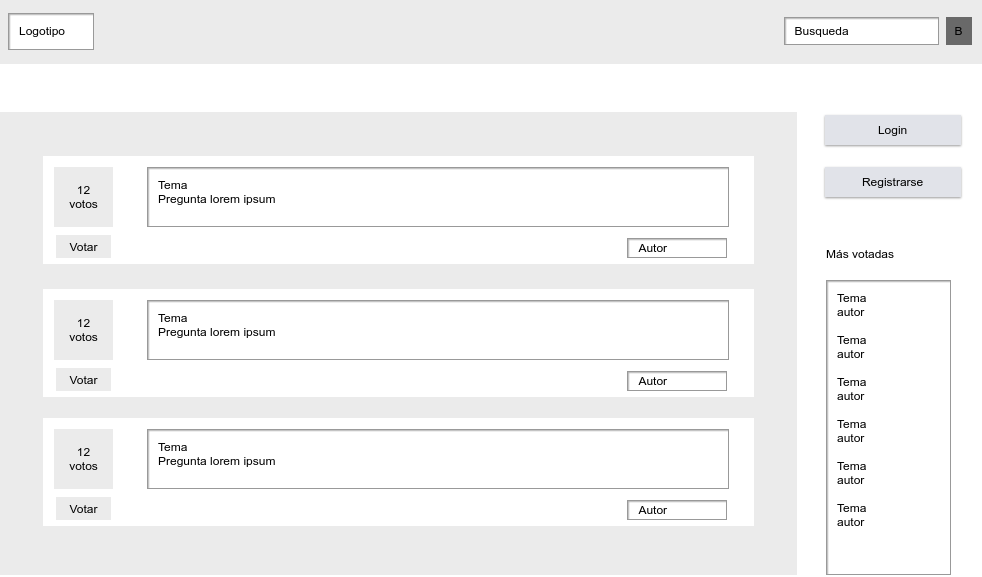 Logotipo
Busqueda
B
12
votos
Tema
Pregunta lorem ipsum
Votar
Autor
12
votos
Tema
Pregunta lorem ipsum
Votar
Autor
12
votos
Tema
Pregunta lorem ipsum
Votar
Autor
Login
Registrarse
Más votadas
Tema
autor
Tema
autor
Tema
autor
Tema
autor
Tema
autor
Tema
autor